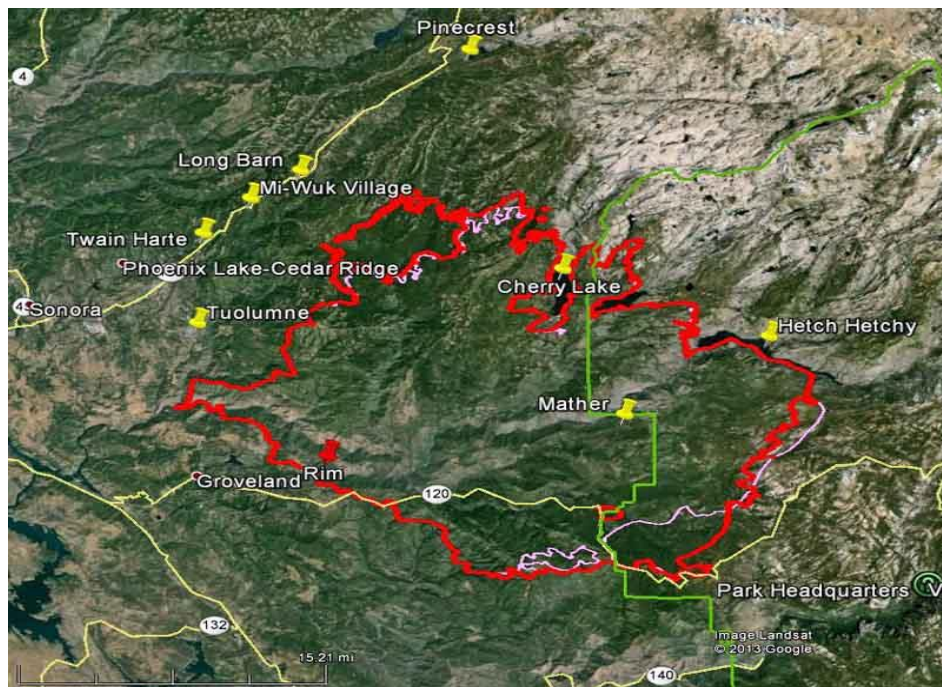 Pinecrest
4
Long Barn
Mi-Wuk Village
Twain Harte
Phoenix Lake-Cedar Ridge
Cherry Lake
Sonora
Tuolumne
Hetch Hetchy
Mather
Rim
Groveland
120
Park Headquarters
V
132
Image Landsat
© 2013 Google
15.21 mi
140